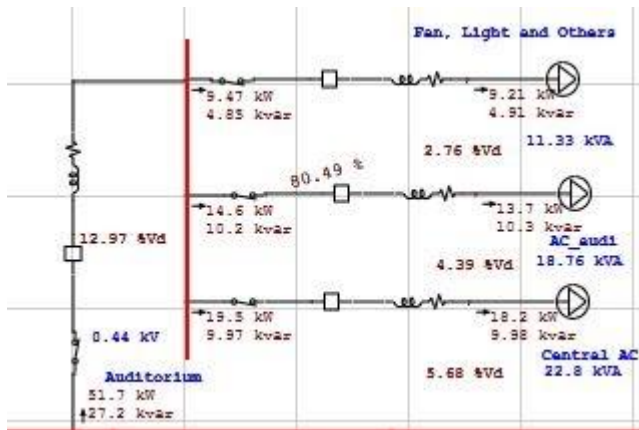 Fan, Light and Others
9.47 kW
4.85 kvar
9.21 kW
4.91 kvar
11.33 kVA
2.76 %Vd
80.49 %
14.6 kW
10.2 kvar
13.7 kW
10.3 kvar
AC_audi
18.76 kVA
12.97 %Vd
4.39 %Vd
19.5 kW
9.97 kvar
18.2 kW
9.98 kvar
0.44 kV
Central AC
22.8 kVA
5.68 %Vd
Auditorium
51.7 kW
27.2 kvar